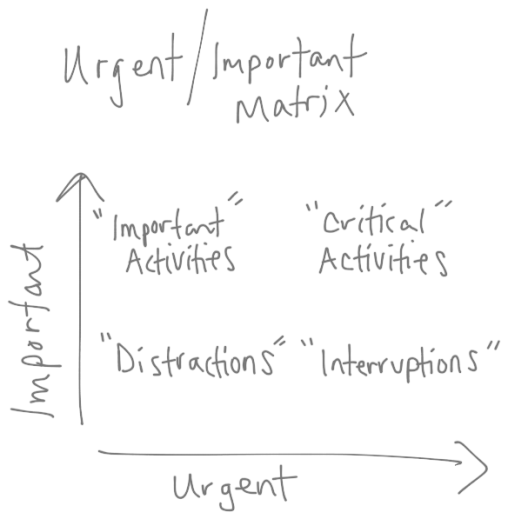 Urgent/Important
Matrix
"Important" "Critical"
Activities Activities
"Distractions" "Interruptions"
Important
Urgent